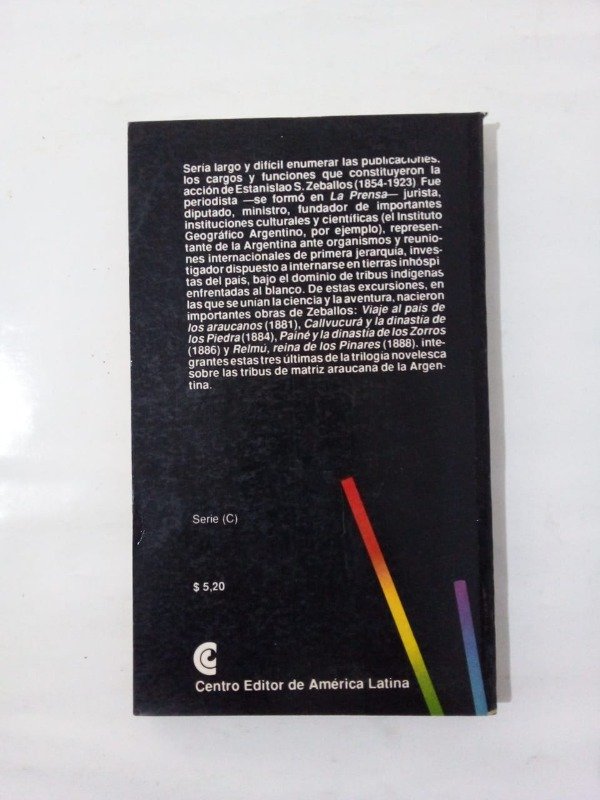 Sería largo y difícil enumerar las publicaciones,
los cargos y funciones que constituyeron la
acción de Estanislao S. Zeballos (1854-1923) Fue
periodista —se formó en La Prensa— jurista,
diputado, ministro, fundador de importantes
instituciones culturales y científicas (el Instituto
Geográfico Argentino, por ejemplo), represen-
tante de la Argentina ante organismos y reunio-
nes internacionales de primera jerarquía, inves-
tigador dispuesto a internarse en tierras inhóspi
tas del país, bajo el dominio de tribus indígenas
enfrentadas al blanco. De estas excursiones, en
las que se unían la ciencia y la aventura, nacieron
importantes obras de Zeballos: Viaje al país de
los araucanos (1881), Callvucurá y la dinastía de
los Piedra (1884), Painé y la dinastía de los Zorros
(1886) y Relmú, reina de los Pinares (1888). inte-
grantes estas tres últimas de la trilogía novelesca
sobre las tribus de matriz araucana de la Argen-
tina.
Serie (C)
$ 5,20
Centro Editor de América Latina